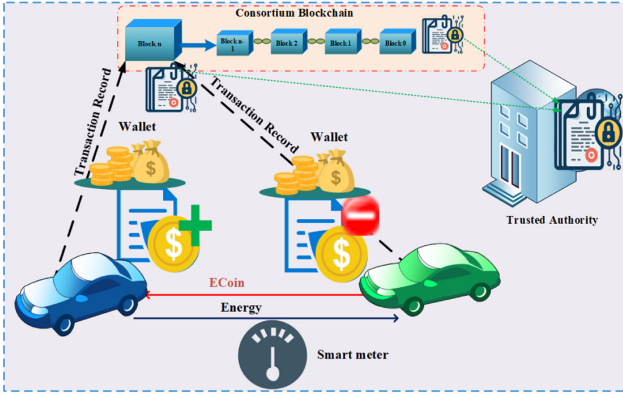 Consortium Blockchain
Block n
Block n-
1
Block 2
Block 1
Block 0
Transaction Record
Transaction Record
Wallet
Wallet
$
$
$
$
Trusted Authority
ECoin
Energy
Smart meter